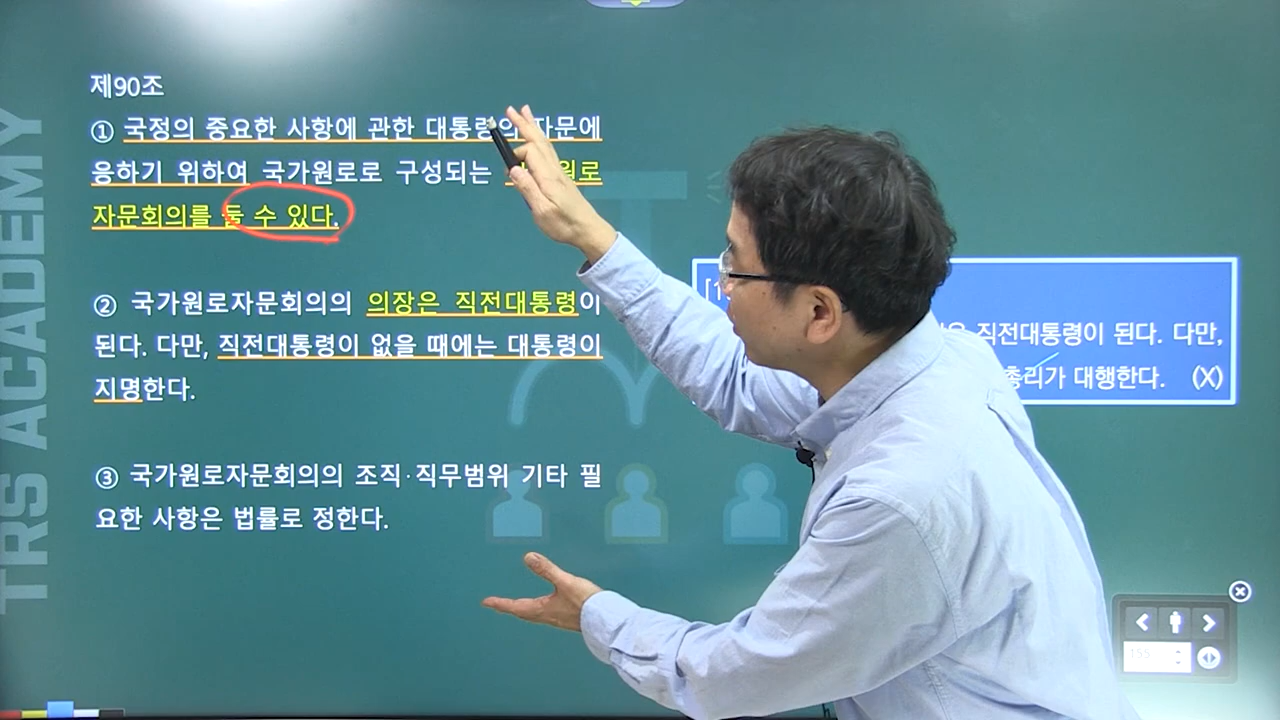 TRS ACADEMY
제90조
① 국정의 중요한 사항에 관한 대통령의 자문에
응하기 위하여 국가원로로 구성되는 원로
자문회의를 둘 수 있다.
② 국가원로자문회의의 의장은 직전대통령이
된다. 다만, 직전대통령이 없을 때에는 대통령이
지명한다.
③ 국가원로자문회의의 조직·직무범위 기타 필
요한 사항은 법률로 정한다.
직전대통령이 된다. 다만,
총리가 대행한다. (X)
155